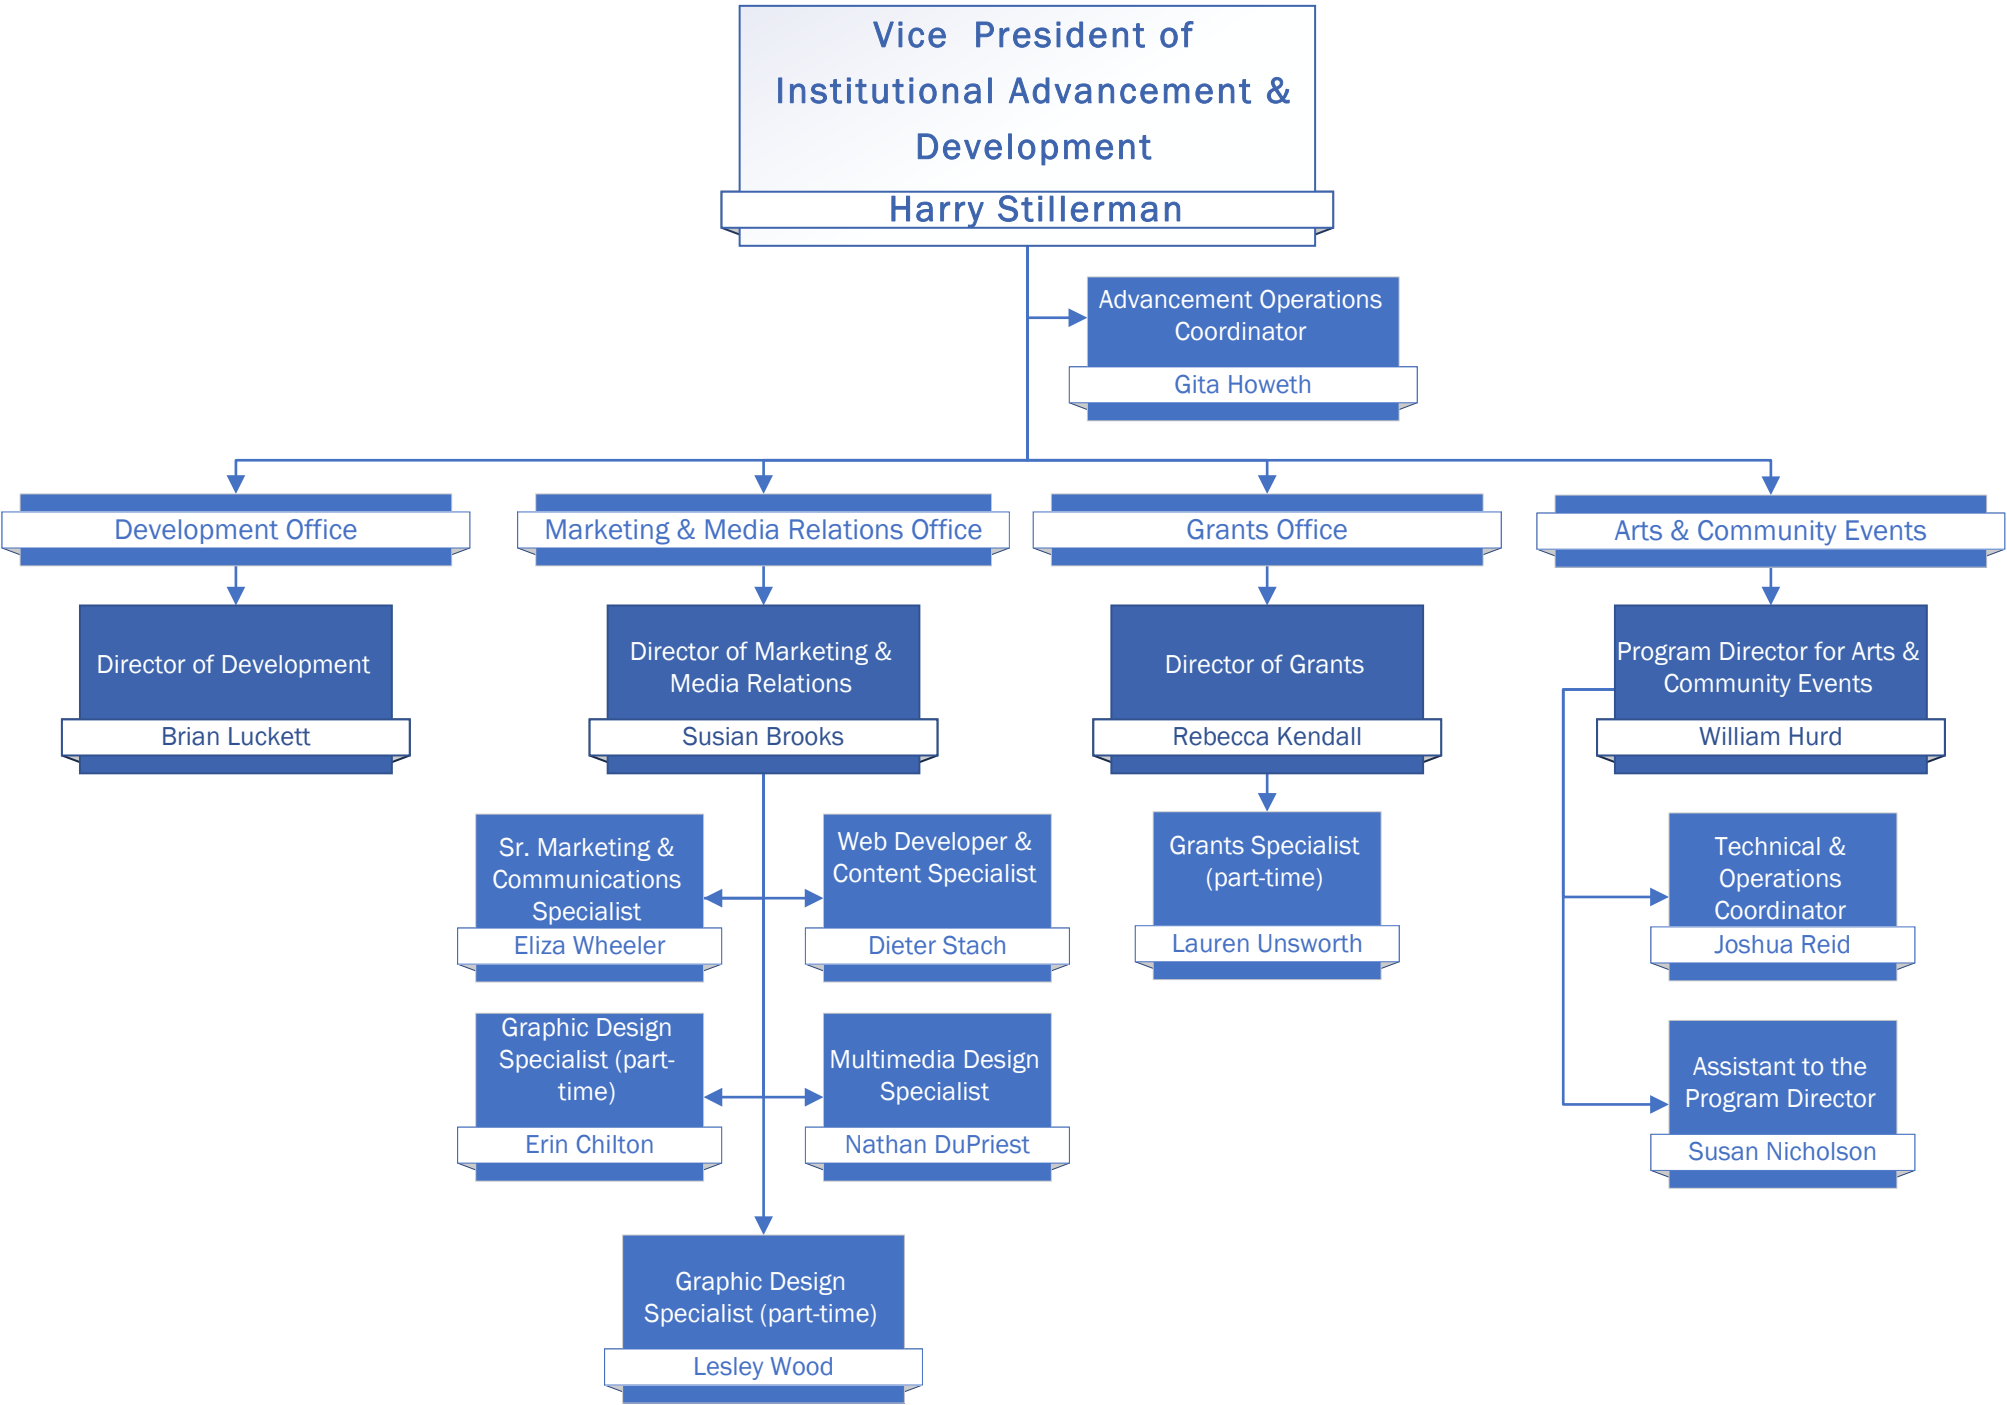 Vice President of
Institutional Advancement &
Development
Harry Stillerman
Advancement Operations
Coordinator
Gita Howeth
Development Office
Marketing & Media Relations Office
Grants Office
Arts & Community Events
Director of Development
Brian Luckett
Director of Marketing &
Media Relations
Susian Brooks
Director of Grants
Rebecca Kendall
Program Director for Arts &
Community Events
William Hurd
Sr. Marketing &
Communications
Specialist
Eliza Wheeler
Web Developer &
Content Specialist
Dieter Stach
Grants Specialist
(part-time)
Lauren Unsworth
Technical &
Operations
Coordinator
Joshua Reid
Graphic Design
Specialist (part-
time)
Erin Chilton
Multimedia Design
Specialist
Nathan DuPriest
Assistant to the
Program Director
Susan Nicholson
Graphic Design
Specialist (part-time)
Lesley Wood